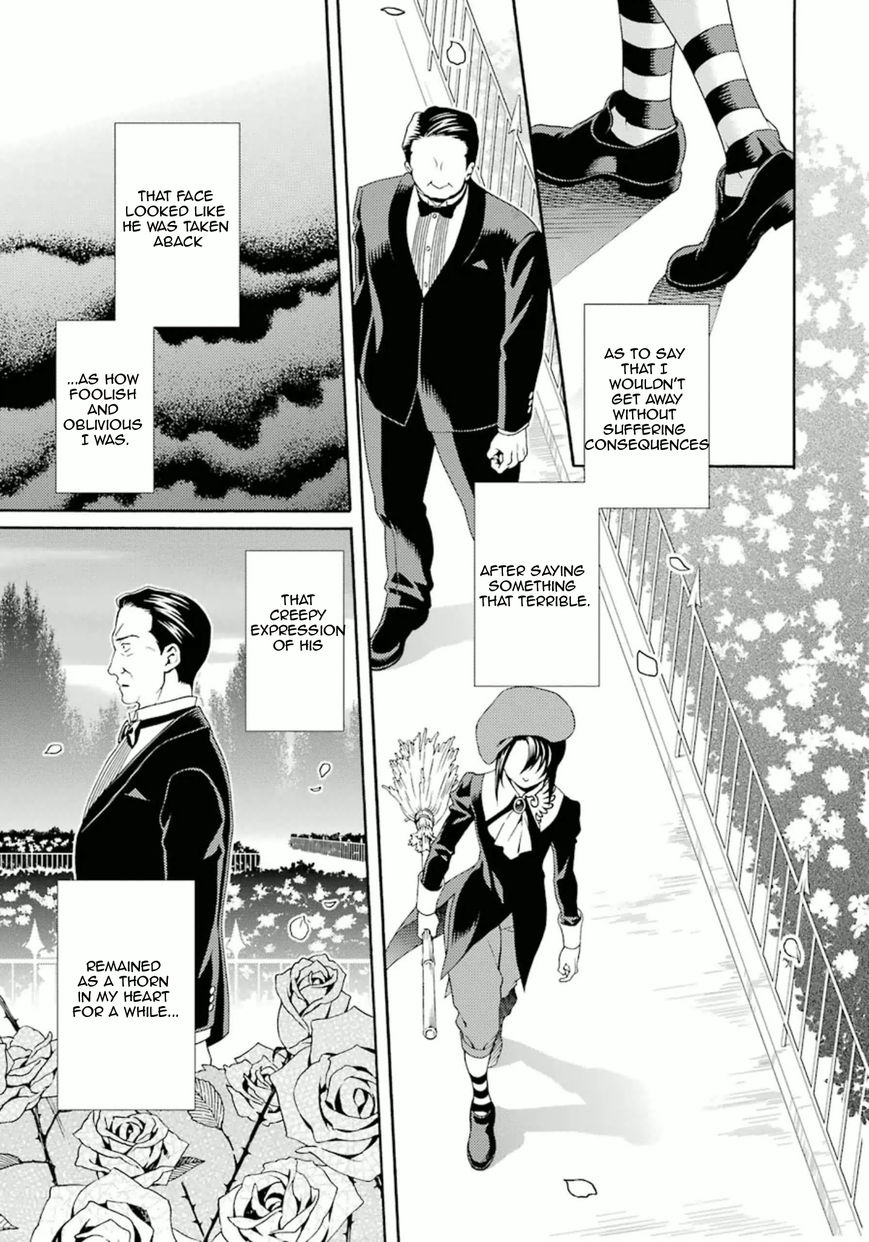 AS TO SAY
THAT I
WOULDN'T
GET AWAY
WITHOUT
SUFFERING
CONSEQUENCES
AFTER SAYING
SOMETHING
THAT TERRIBLE.
THAT FACE
LOOKED LIKE
HE WAS TAKEN
ABACK
...AS HOW
FOOLISH
AND
OBLIVIOUS
I WAS.
THAT
CREEPY
EXPRESSION
OF HIS
REMAINED
AS A THORN
IN MY HEART
FOR A WHILE...